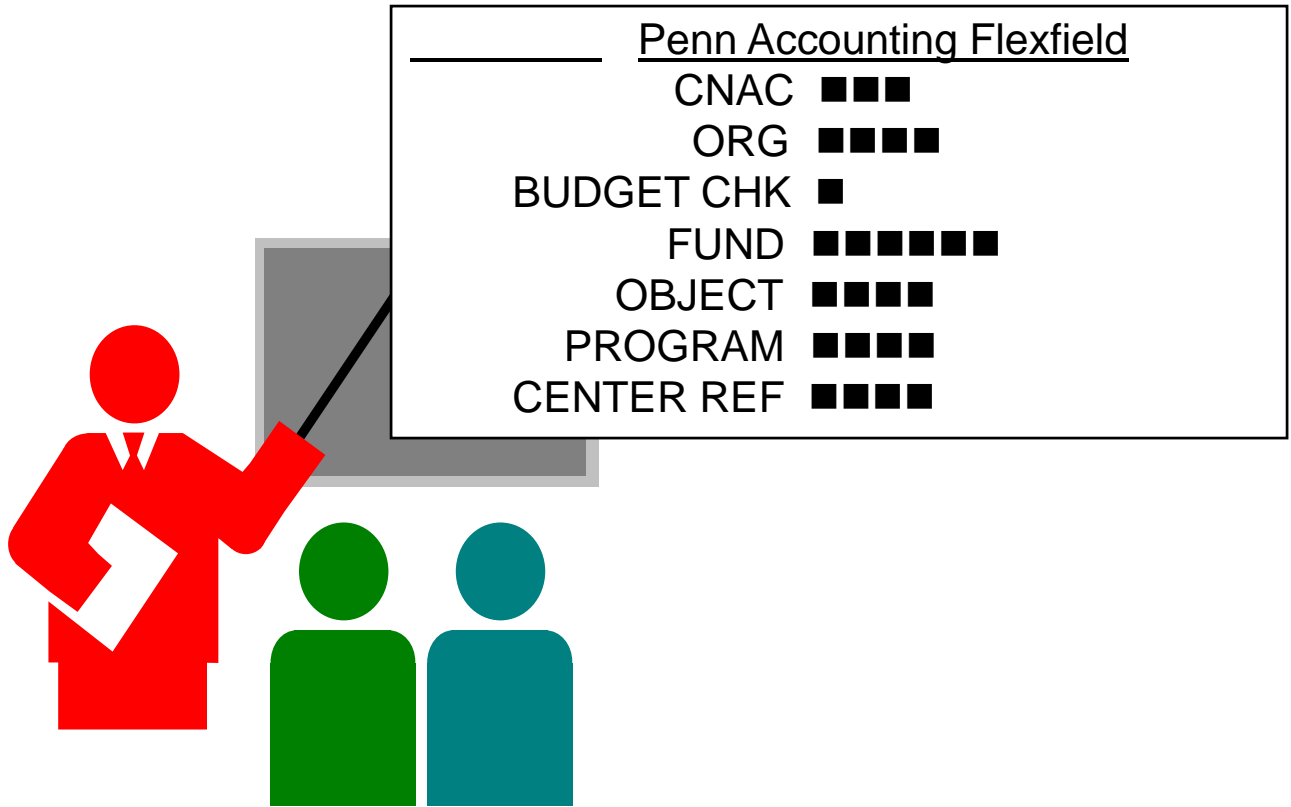 Penn Accounting Flexfield
CNAC ■■■
ORG ■■■■
BUDGET CHK ■
FUND ■■■■■■
OBJECT ■■■■
PROGRAM ■■■■
CENTER REF ■■■■